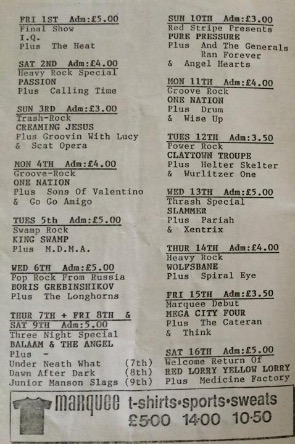 FRI 1ST Adm:£5.00
Final Show
I.Q.
Plus The Heat
SAT 2ND Adm:£4.00
Heavy Rock Special
PASSION
Plus Calling Time
SUN 3RD Adm:£3.00
Trash-Rock
CREAMING JESUS
Plus Groovin With Lucy
& Scat Opera
MON 4TH Adm:£4.00
Groove-Rock
ONE NATION
Plus Sons Of Valentino
& Go Go Amigo
TUES 5th Adm:£5.00
Swamp Rock
KING SWAMP
Plus M.D.M.A.
WED 6TH Adm:£5.00
Pop Rock From Russia
BORIS GREBINSHIKOV
Plus The Longhorns
THUR 7TH + FRI 8TH &
SAT 9TH Adm:5.00
Three Night Special
BALAAM & THE ANGEL
Plus -
Under Neath What (7th)
Dawn After Dark (8th)
Junior Manson Slags (9th)
SUN 10TH Adm:£3.00
Red Stripe Presents
PURE PRESSURE
Plus And The Generals
Ran Forever
& Angel Hearts
MON 11TH Adm:£4.00
Groove Rock
ONE NATION
Plus Drum
& Wise Up
TUES 12TH Adm:3.50
Power Rock
CLAYTOWN TROUPE
Plus Helter Skelter
& Wurlitzer One
WED 13TH Adm:£5.00
Thrash Special
SLAMMER
Plus Pariah
& Xentrix
THUR 14TH Adm:£4.00
Heavy Rock
WOLFSBANE
Plus Spiral Eye
FRI 15TH Adm:£3.50
Marquee Debut
MEGA CITY FOUR
Plus The Cateran
& Think
SAT 16TH Adm:£5.00
Welcome Return Of
RED LORRY YELLOW LORRY
Plus Medicine Factory
marquee t-shirts•sports•sweats
£5·00 14·00 10·50